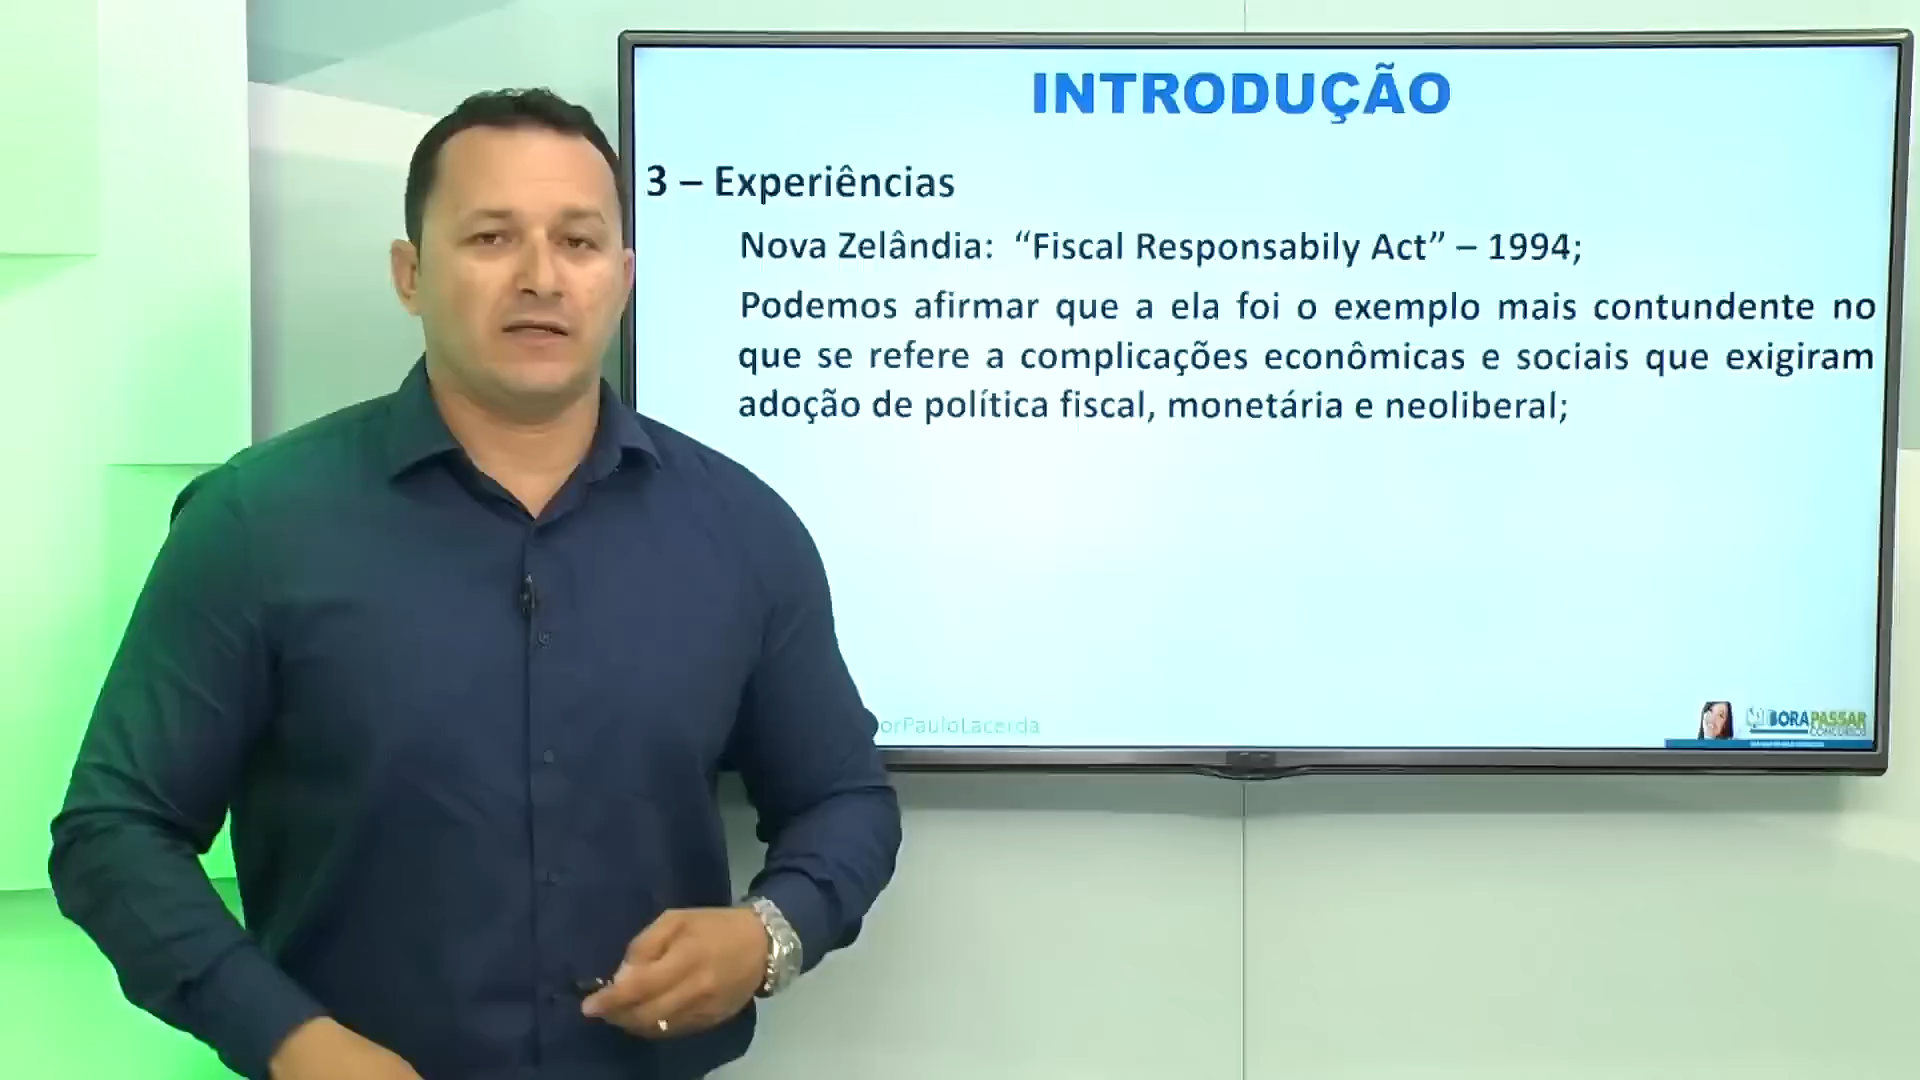 INTRODUÇÃO
3 – Experiências
Nova Zelândia: “Fiscal Responsabily Act” – 1994;
Podemos afirmar que a ela foi o exemplo mais contundente no
que se refere a complicações econômicas e sociais que exigiram
adoção de política fiscal, monetária e neoliberal;
orPauloLacerda
BORAPASSAR
CONCURSOS